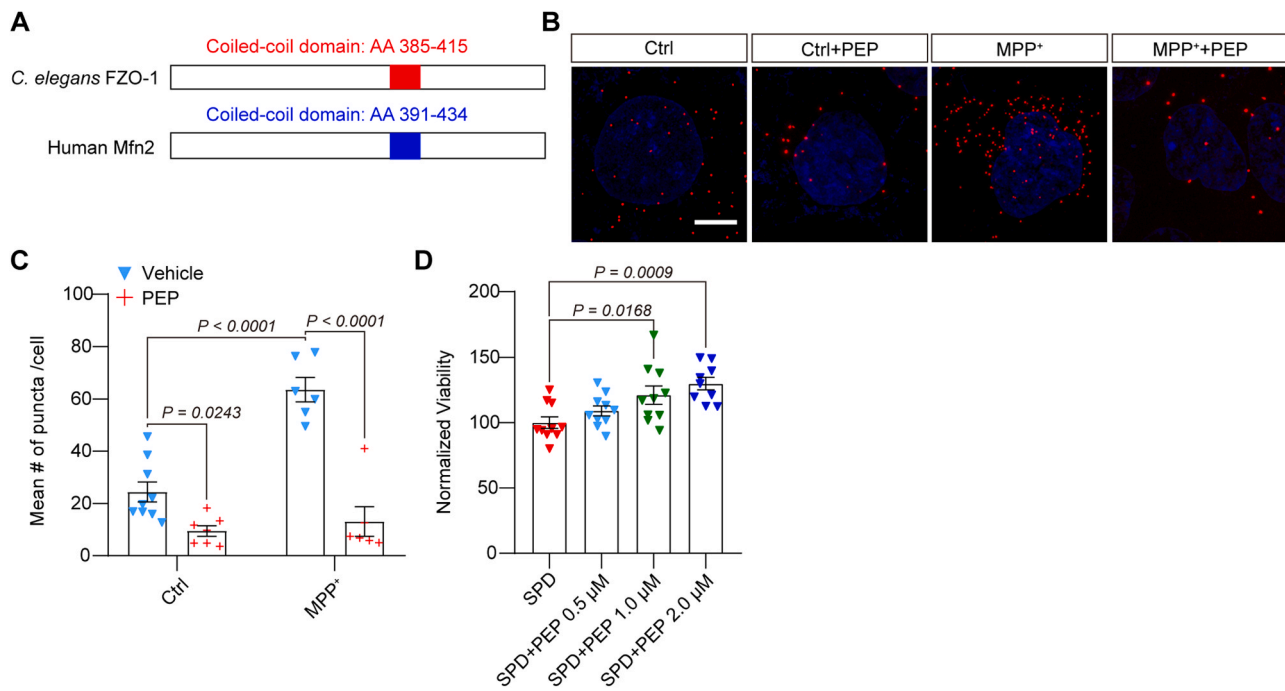 A
Coiled-coil domain: AA 385-415
C. elegans FZO-1
Coiled-coil domain: AA 391-434
Human Mfn2
B
Ctrl
Ctrl+PEP
MPP⁺
MPP⁺+PEP
C
Vehicle
PEP
Mean # of puncta /cell
100
80
60
40
20
0
P < 0.0001
P < 0.0001
P = 0.0243
Ctrl
MPP⁺
D
Normalized Viability
200
150
100
50
0
P = 0.0009
P = 0.0168
SPD
SPD+PEP 0.5 µM
SPD+PEP 1.0 µM
SPD+PEP 2.0 µM